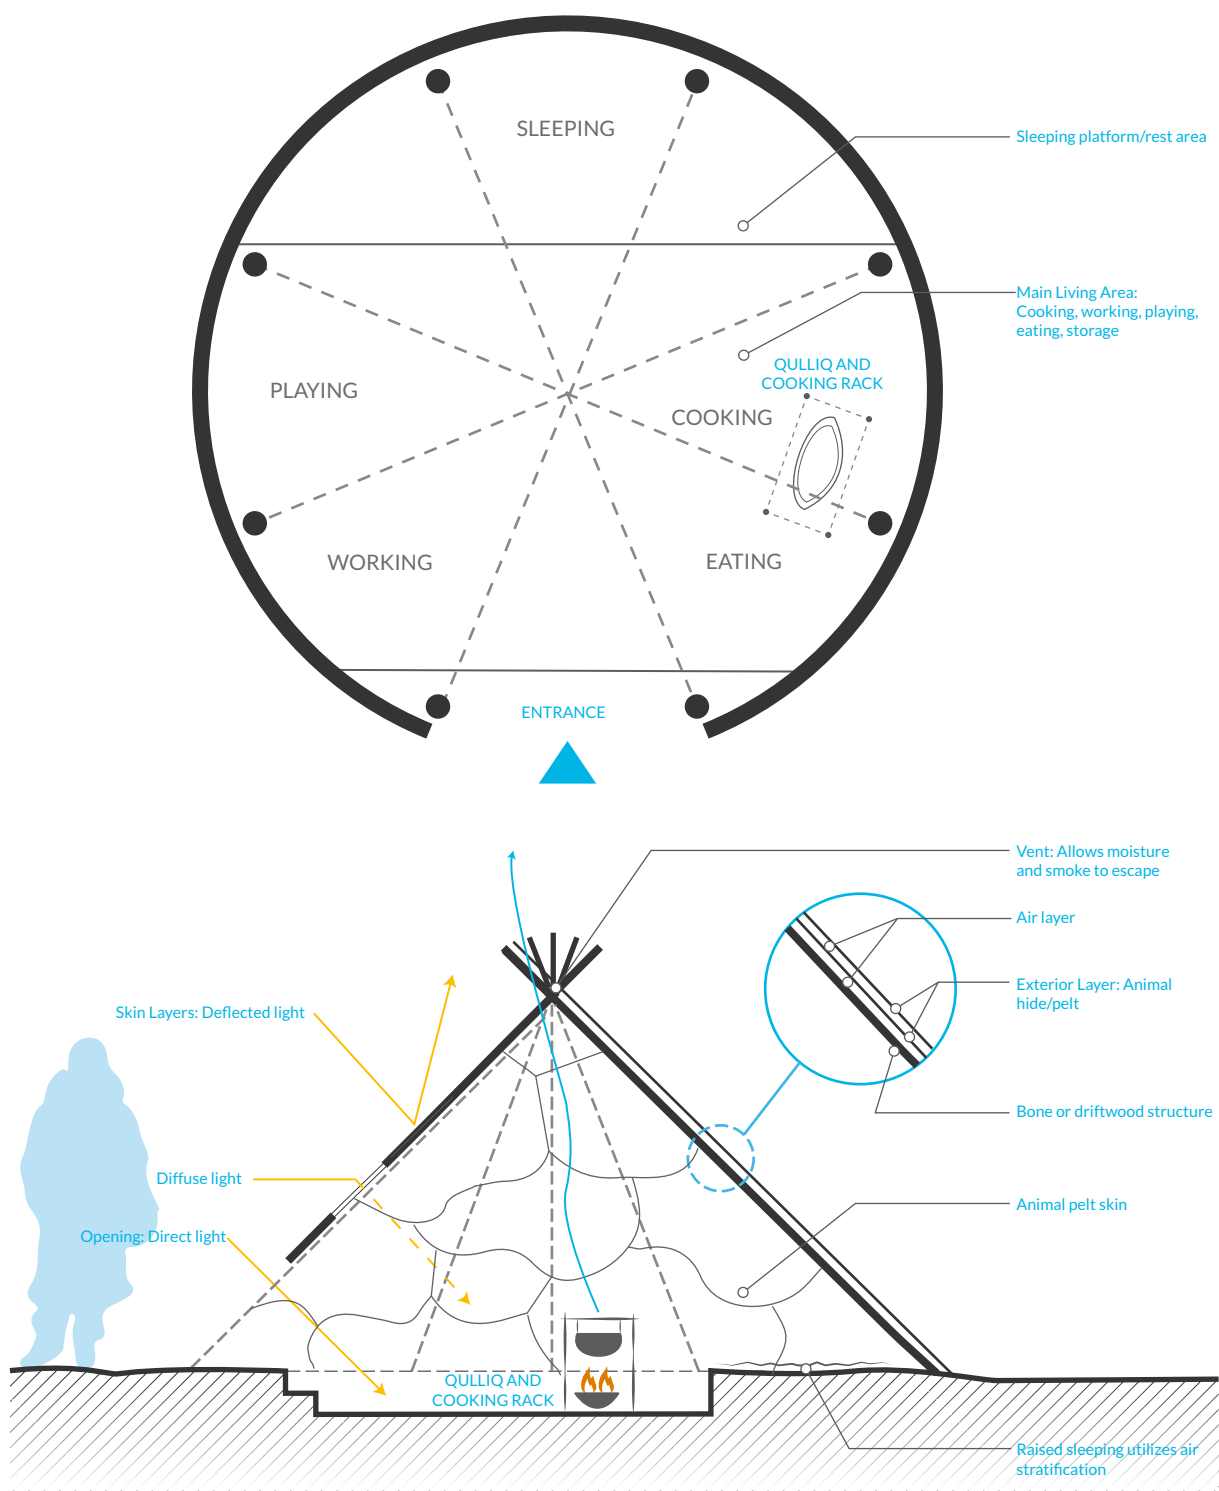 SLEEPING
Sleeping platform/rest area
Main Living Area:
Cooking, working, playing,
eating, storage
QULLIQ AND
COOKING RACK
PLAYING
COOKING
WORKING
EATING
ENTRANCE
Vent: Allows moisture
and smoke to escape
Air layer
Exterior Layer: Animal
hide/pelt
Skin Layers: Deflected light
Bone or driftwood structure
Diffuse light
Animal pelt skin
Opening: Direct light
QULLIQ AND
COOKING RACK
Raised sleeping utilizes air
stratification